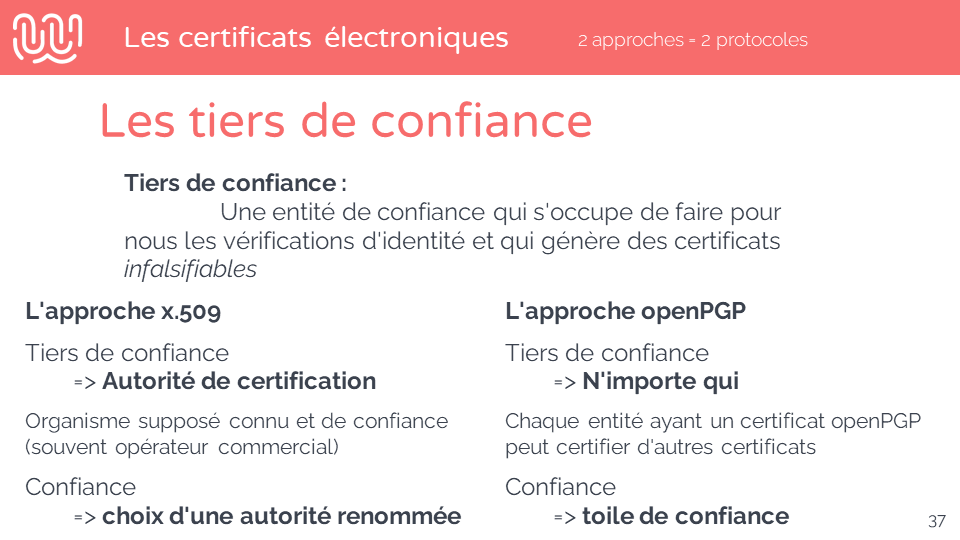 Les certificats électroniques
2 approches = 2 protocoles
Les tiers de confiance
Tiers de confiance :
Une entité de confiance qui s'occupe de faire pour
nous les vérifications d'identité et qui génère des certificats
infalsifiables
L'approche x.509
Tiers de confiance
=> Autorité de certification
Organisme supposé connu et de confiance
(souvent opérateur commercial)
Confiance
=> choix d'une autorité renommée
L'approche openPGP
Tiers de confiance
=> N'importe qui
Chaque entité ayant un certificat openPGP
peut certifier d'autres certificats
Confiance
=> toile de confiance
37